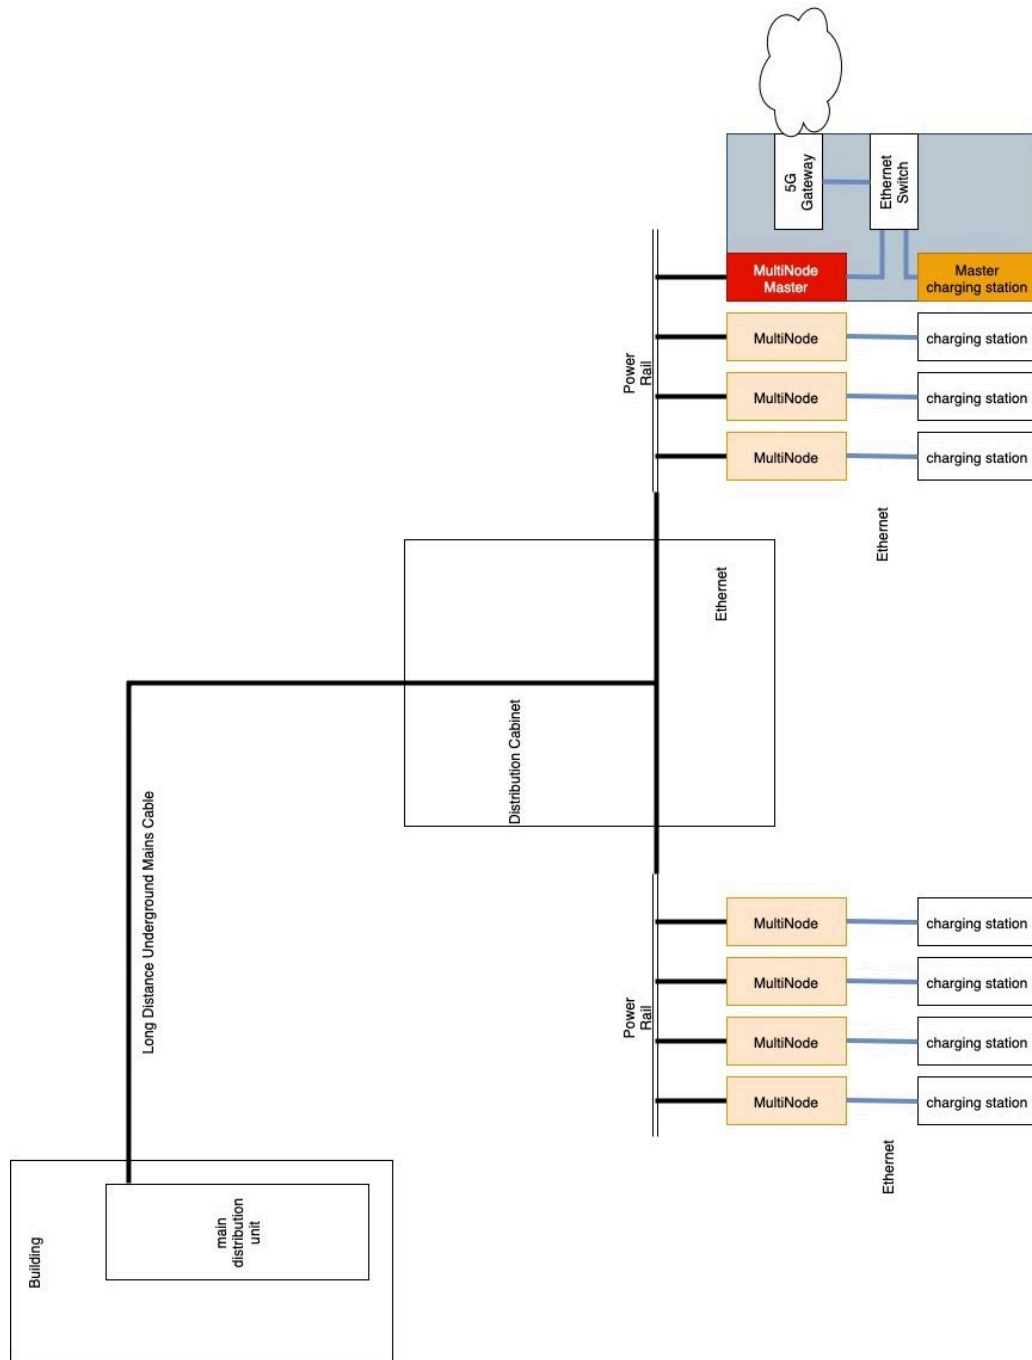 5G
Gateway
Ethernet
Switch
MultiNode
Master
Master
charging station
MultiNode
charging station
Power
Rail
MultiNode
charging station
MultiNode
charging station
Ethernet
Ethernet
Distribution Cabinet
Long Distance Underground Mains Cable
MultiNode
charging station
MultiNode
charging station
Power
Rail
MultiNode
charging station
MultiNode
charging station
Ethernet
main
distribution
unit
Building